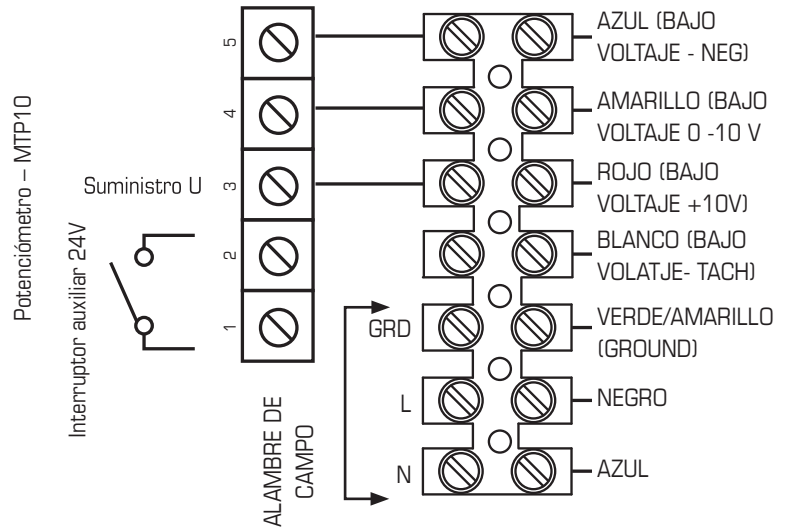 Potenciómetro – MTP10
Interruptor auxiliar 24V
Suministro U
5
4
3
2
1
ALAMBRE DE
CAMPO
GRD
L
N
AZUL (BAJO
VOLTAJE - NEG)
AMARILLO (BAJO
VOLTAJE 0 -10 V
ROJO (BAJO
VOLTAJE +10V)
BLANCO (BAJO
VOLATJE- TACH)
VERDE/AMARILLO
(GROUND)
NEGRO
AZUL